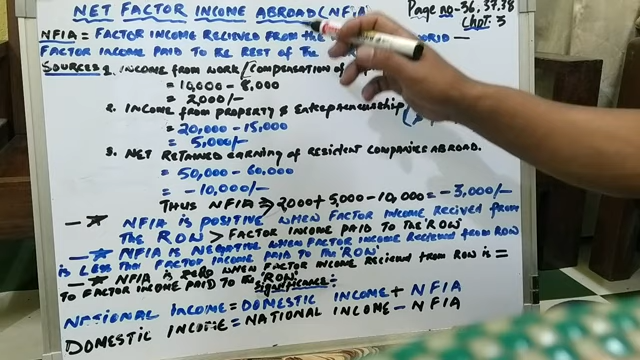 NET FACTOR INCOME ABROAD (NFIA)
Page no-36,37,38
Chpt. 3
NFIA = FACTOR INCOME RECIEVED FROM THE
FACTOR INCOME PAID TO RE REST OF THE
SOURCES 1. INCOME FROM WORK [COMPENSATION OF
= 10,000 - 8,000
= 2,000/-
2. INCOME FROM PROPERTY & Entrepreneurship
= 20,000 - 15,000
= 5,000/-
3. NET RETAINED EARNING OF RESIDENT COMPANIES ABROAD.
= 50,000 - 60,000
= -10,000/-
THUS NFIA ⇒ 2000 + 5,000 - 10,000 = -3,000/-
-★ NFIA IS POSITIVE WHEN FACTOR INCOME RECIVED FROM
THE ROW > FACTOR INCOME PAID TO THE ROW
-★ NFIA IS NEGATIVE WHEN FACTOR INCOME RECIEVED FROM ROW
IS LESS FACTOR INCOME PAID TO THE ROW
-★ NFIA IS ZERO WHEN FACTOR INCOME RECIEVED FROM ROW IS =
TO FACTOR INCOME PAID TO THE ROW.
Significance:
NATIONAL INCOME = DOMESTIC INCOME + NFIA
DOMESTIC INCOME = NATIONAL INCOME - NFIA